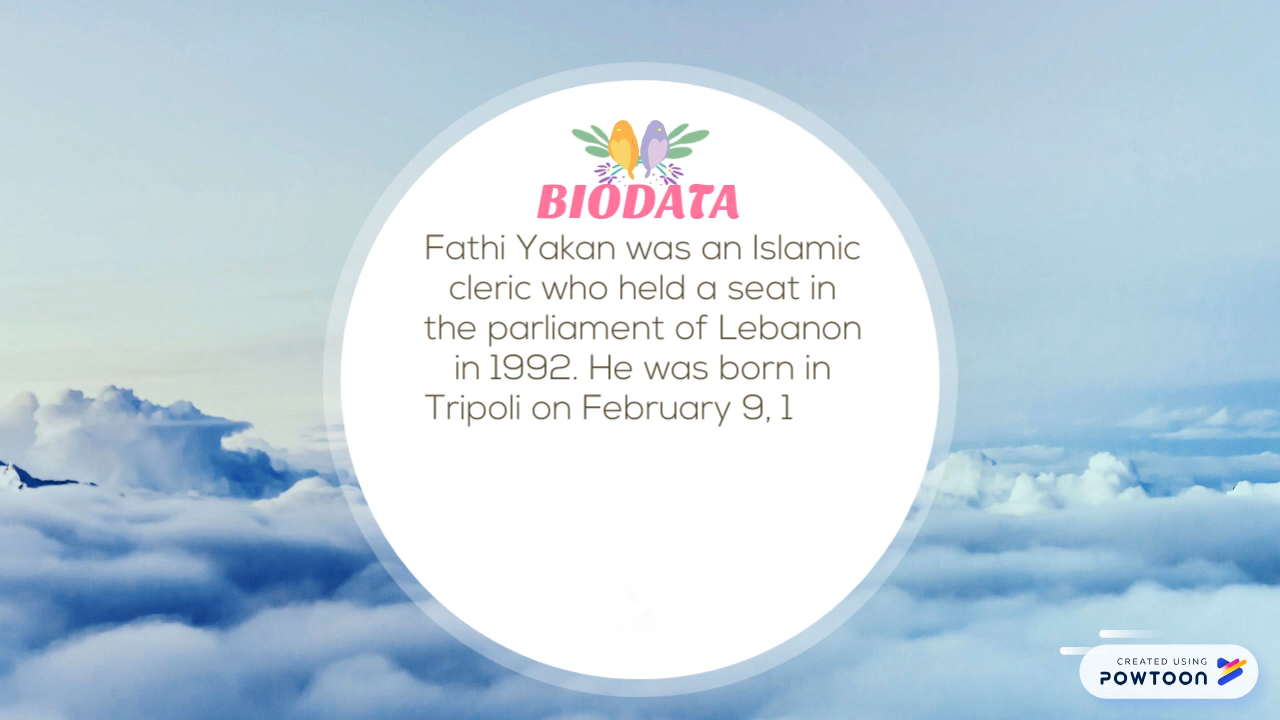 BIODATA
Fathi Yakan was an Islamic
cleric who held a seat in
the parliament of Lebanon
in 1992. He was born in
Tripoli on February 9, 1
CREATED USING
POWTOON